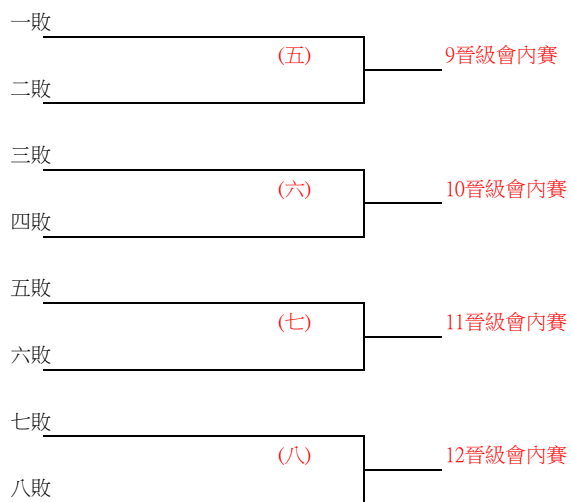 一敗
(五) 9晉級會內賽
二敗
三敗
(六) 10晉級會內賽
四敗
五敗
(七) 11晉級會內賽
六敗
七敗
(八) 12晉級會內賽
八敗